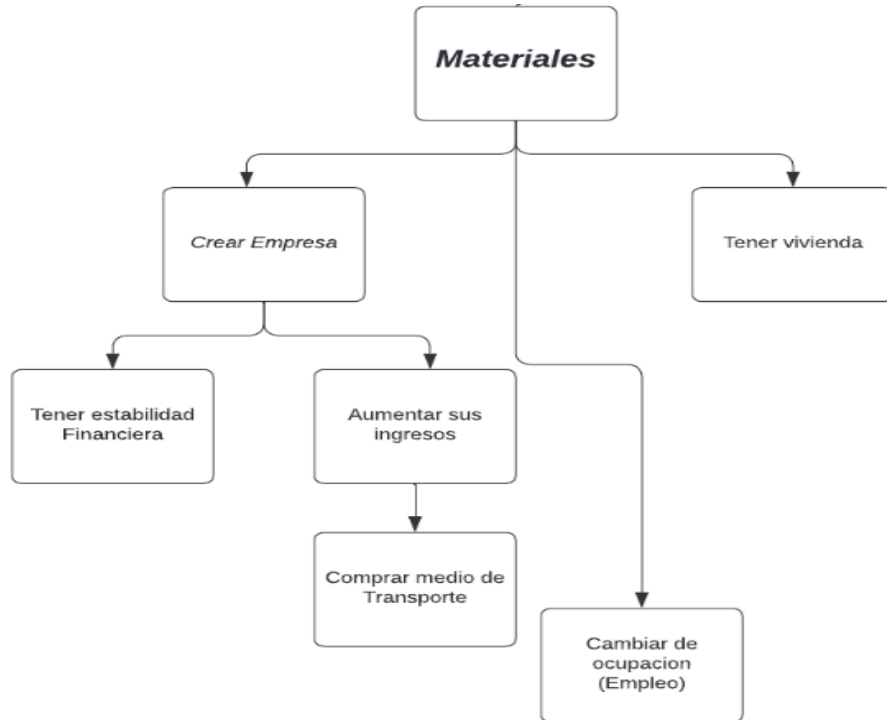 Materiales
Crear Empresa
Tener vivienda
Tener estabilidad
Financiera
Aumentar sus
ingresos
Comprar medio de
Transporte
Cambiar de
ocupacion
(Empleo)